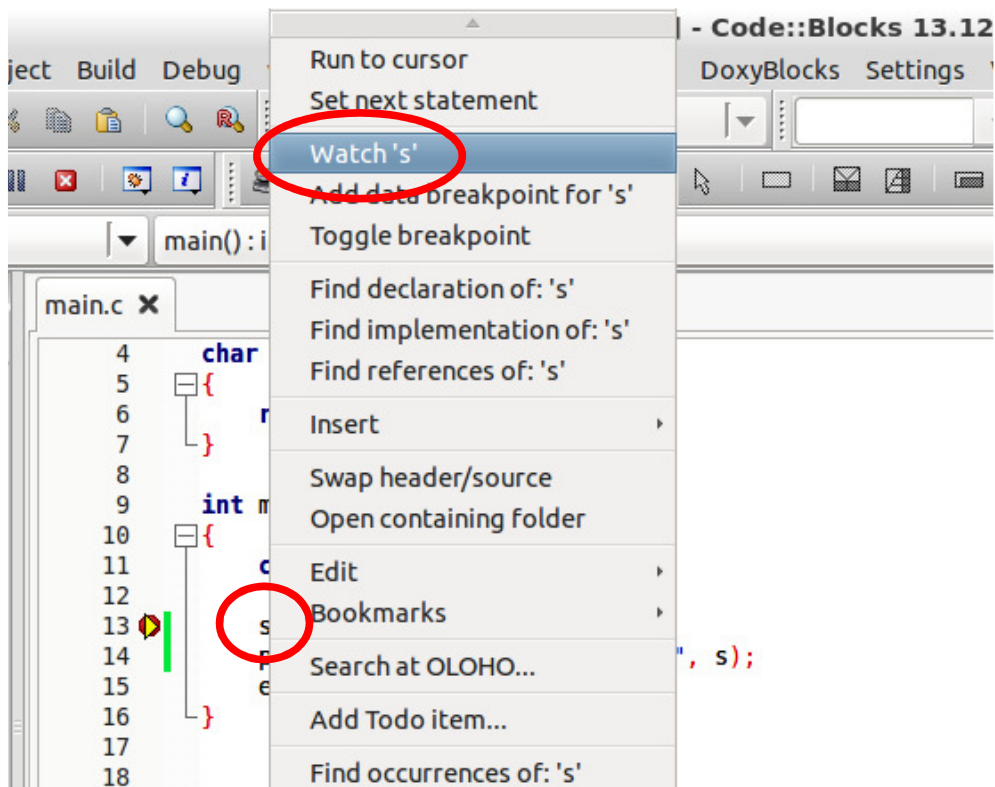 - Code::Blocks 13.12
ject Build Debug
DoxyBlocks Settings
Run to cursor
Set next statement
Watch 's'
Add data breakpoint for 's'
Toggle breakpoint
main() : i
Find declaration of: 's'
Find implementation of: 's'
Find references of: 's'
Insert
Swap header/source
Open containing folder
Edit
Bookmarks
Search at OLOHO...
Add Todo item...
Find occurrences of: 's'
main.c
4 char
5 {
6 r
7 }
8
9 int m
10 {
11 c
12
13 s
14 p ", s);
15 e
16 }
17
18